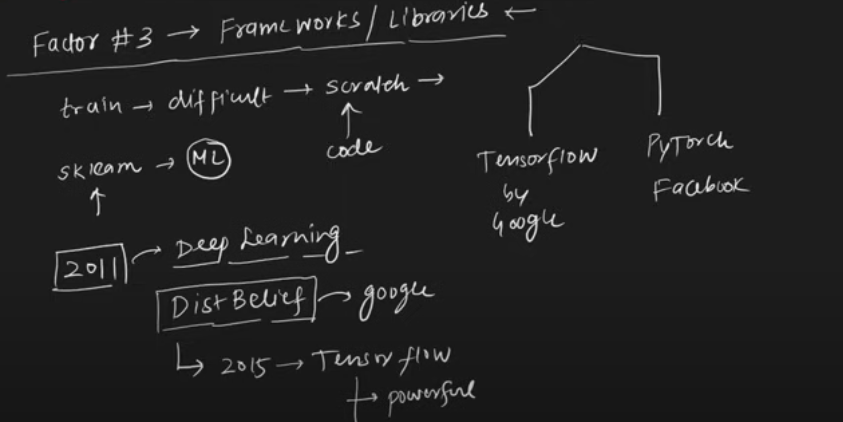 Factor #3 → Frameworks/Libraries ←
train → difficult → scratch →
code
sklearn → ML
2011 → Deep Learning
DistBelief → google
2015 → Tensorflow
→ powerful
Tensorflow
by
Google
PyTorch
Facebook